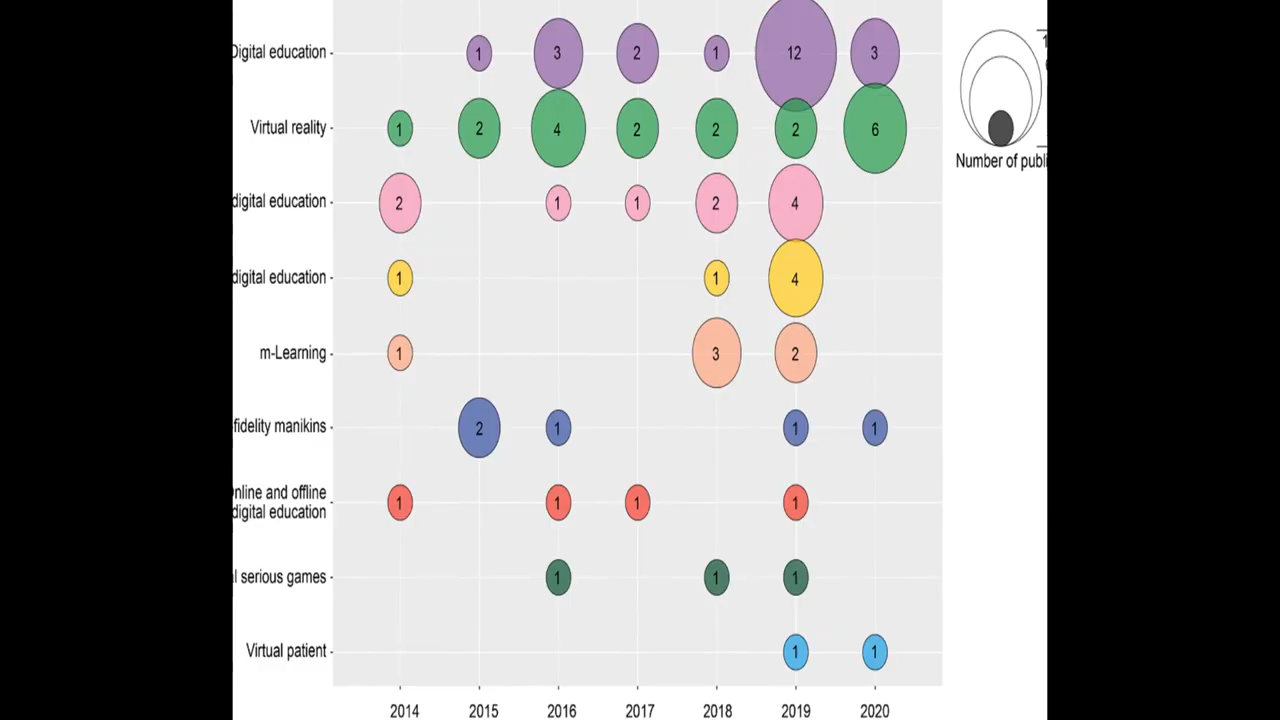 Digital education
1 3 2 1 12 3
Virtual reality
1 2 4 2 2 2 6
digital education
2 1 1 2 4
digital education
1 1 4
m-Learning
1 3 2
fidelity manikins
2 1 1 1
nline and offline
digital education
1 1 1 1
serious games
1 1 1
Virtual patient
1 1
2014 2015 2016 2017 2018 2019 2020
Number of publi